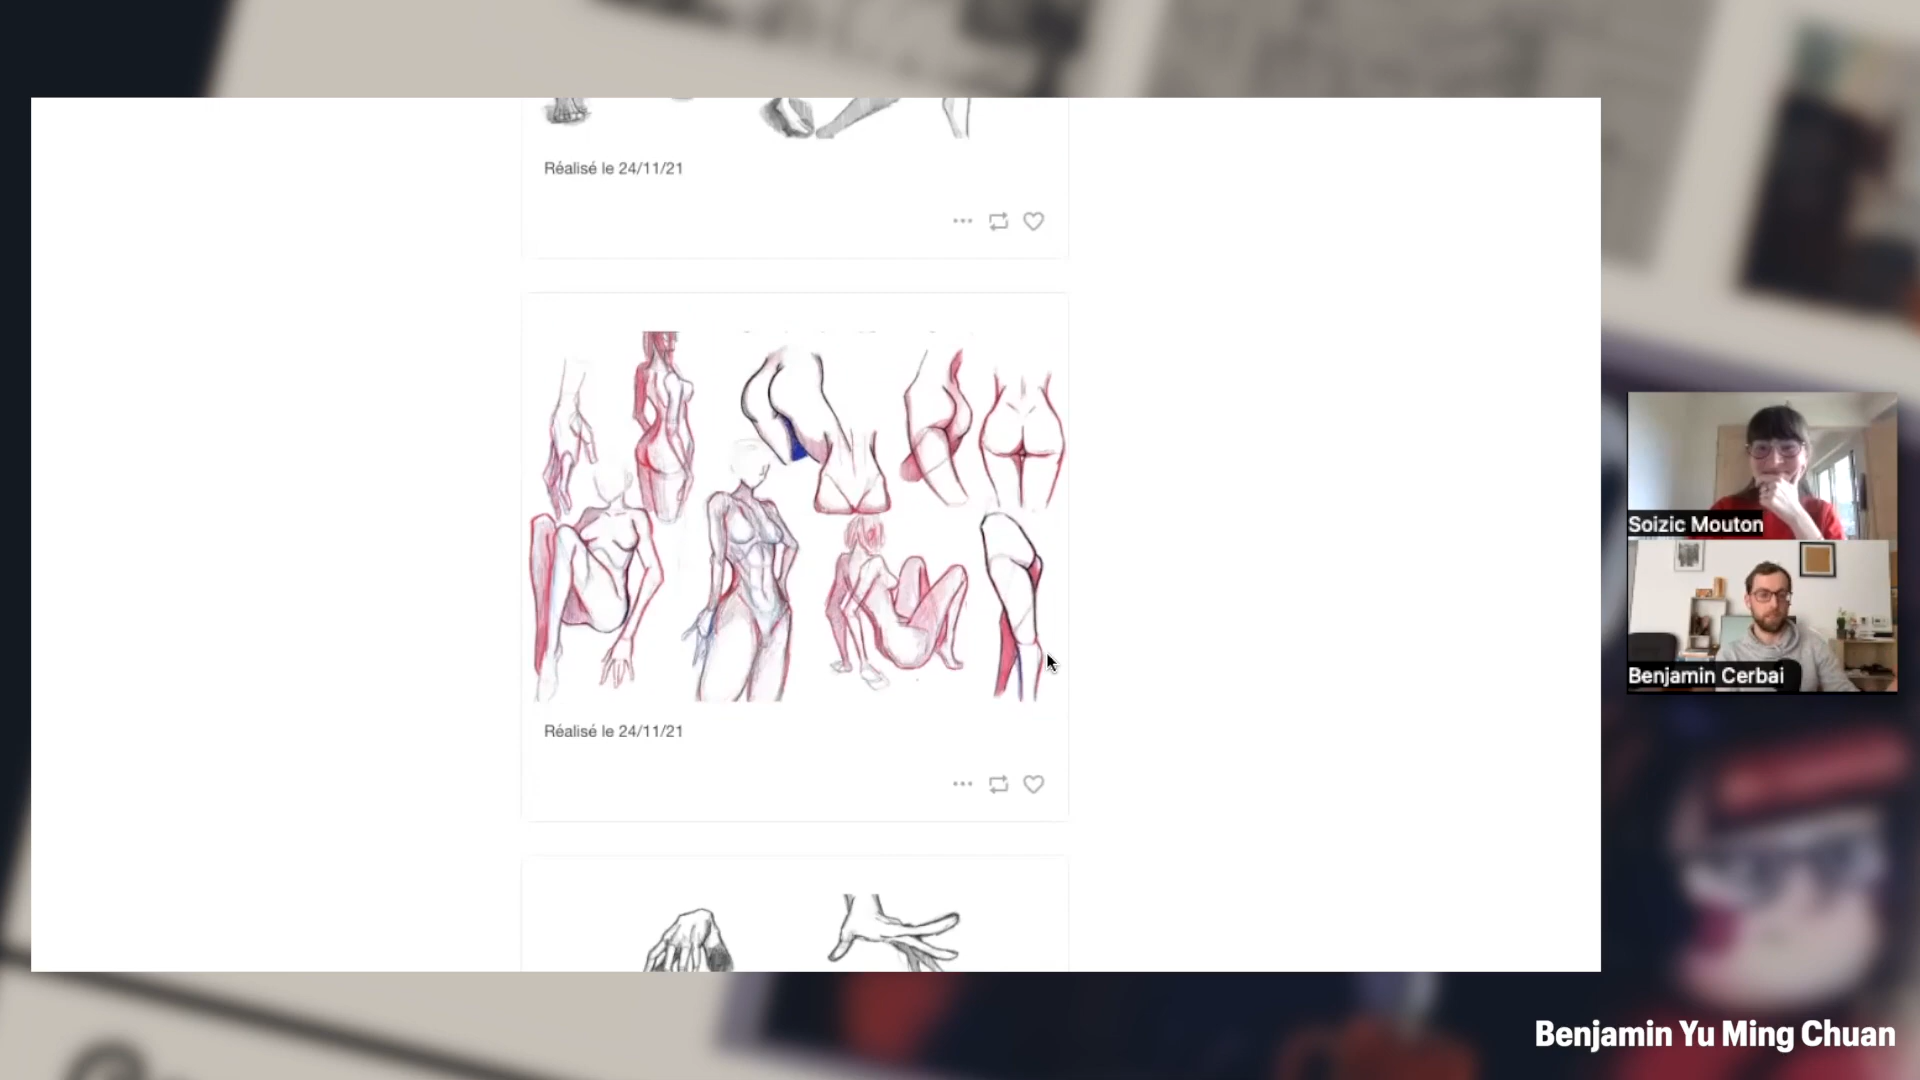 Réalisé le 24/11/21
Réalisé le 24/11/21
Soizic Mouton
Benjamin Cerbai
Benjamin Yu Ming Chuan